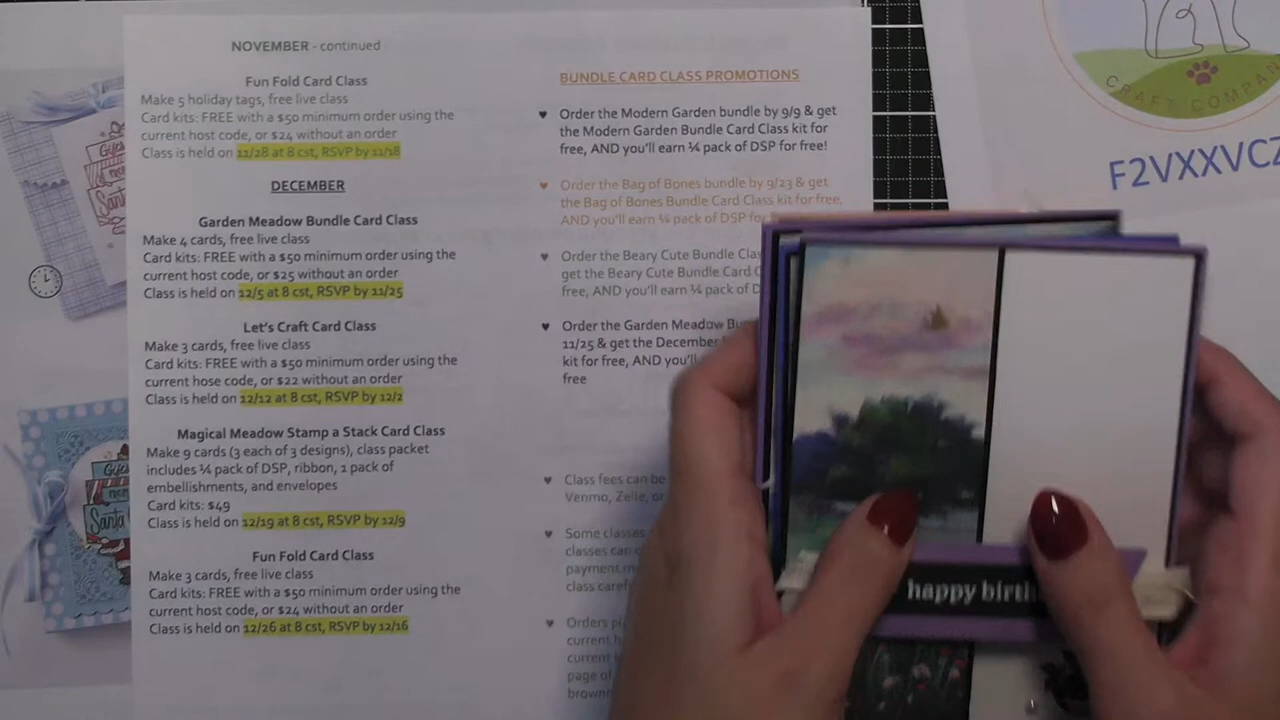 NOVEMBER - continued
Fun Fold Card Class
Make 5 holiday tags, free live class
Card kits: FREE with a $50 minimum order using the
current host code, or $24 without an order
Class is held on 11/28 at 8 cst, RSVP by 11/18
DECEMBER
Garden Meadow Bundle Card Class
Make 4 cards, free live class
Card kits: FREE with a $50 minimum order using the
current host code, or $25 without an order
Class is held on 12/5 at 8 cst, RSVP by 11/25
Let's Craft Card Class
Make 3 cards, free live class
Card kits: FREE with a $50 minimum order using the
current hose code, or $22 without an order
Class is held on 12/12 at 8 cst, RSVP by 12/2
Magical Meadow Stamp a Stack Card Class
Make 9 cards (3 each of 3 designs), class packet
includes ¼ pack of DSP, ribbon, 1 pack of
embellishments, and envelopes
Card kits: $49
Class is held on 12/19 at 8 cst, RSVP by 12/9
Fun Fold Card Class
Make 3 cards, free live class
Card kits: FREE with a $50 minimum order using the
current host code, or $24 without an order
Class is held on 12/26 at 8 cst, RSVP by 12/16
BUNDLE CARD CLASS PROMOTIONS
Order the Modern Garden bundle by 9/9 & get
the Modern Garden Bundle Card Class kit for
free, AND you'll earn ¼ pack of DSP for free!
Order the Bag of Bones bundle by 9/23 & get
the Bag of Bones Bundle Card Class kit for free,
AND you'll earn ¼ pack of DSP fo
Order the Beary Cute Bundle
get the Beary Cute Bundle Card
free, AND you'll earn ¼ pack of
Order the Garden Meadow Bu
11/25 & get the December
kit for free, AND you'll
free
Class fees can be
Venmo, Zelle, or
Some classes
classes can
payment
class
Orders
current
current
page of
CRAFT COMPAN
F2VXXVCZ
happy birth
Santa
Santa